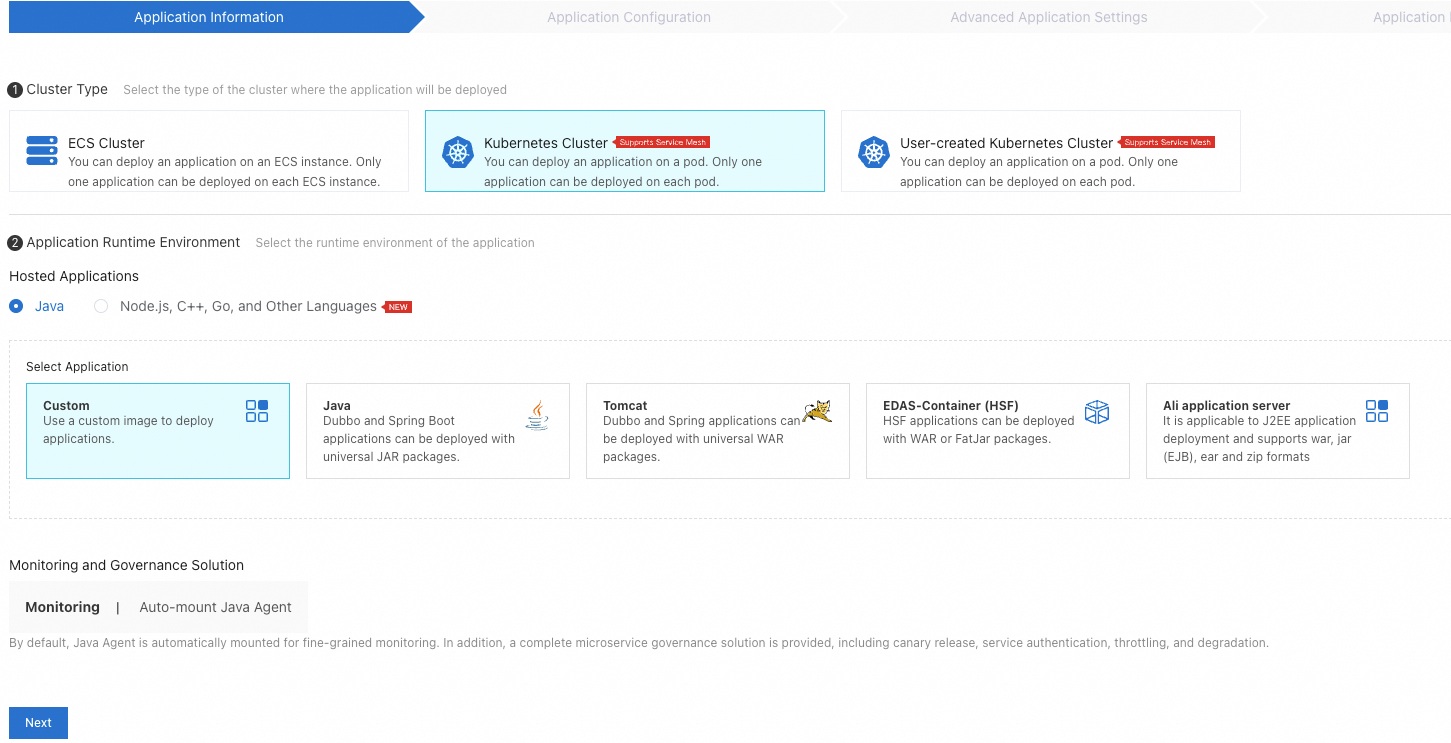 Application Information
Application Configuration
Advanced Application Settings
Application
1 Cluster Type Select the type of the cluster where the application will be deployed
ECS Cluster
You can deploy an application on an ECS instance. Only
one application can be deployed on each ECS instance.
Kubernetes Cluster Supports Service Mesh
You can deploy an application on a pod. Only one
application can be deployed on each pod.
User-created Kubernetes Cluster Supports Service Mesh
You can deploy an application on a pod. Only one
application can be deployed on each pod.
2 Application Runtime Environment Select the runtime environment of the application
Hosted Applications
Java Node.js, C++, Go, and Other Languages NEW
Select Application
Custom
Use a custom image to deploy
applications.
Java
Dubbo and Spring Boot
applications can be deployed with
universal JAR packages.
Tomcat
Dubbo and Spring applications can
be deployed with universal WAR
packages.
EDAS-Container (HSF)
HSF applications can be deployed
with WAR or FatJar packages.
Ali application server
It is applicable to J2EE application
deployment and supports war, jar
(EJB), ear and zip formats
Monitoring and Governance Solution
Monitoring | Auto-mount Java Agent
By default, Java Agent is automatically mounted for fine-grained monitoring. In addition, a complete microservice governance solution is provided, including canary release, service authentication, throttling, and degradation.
Next